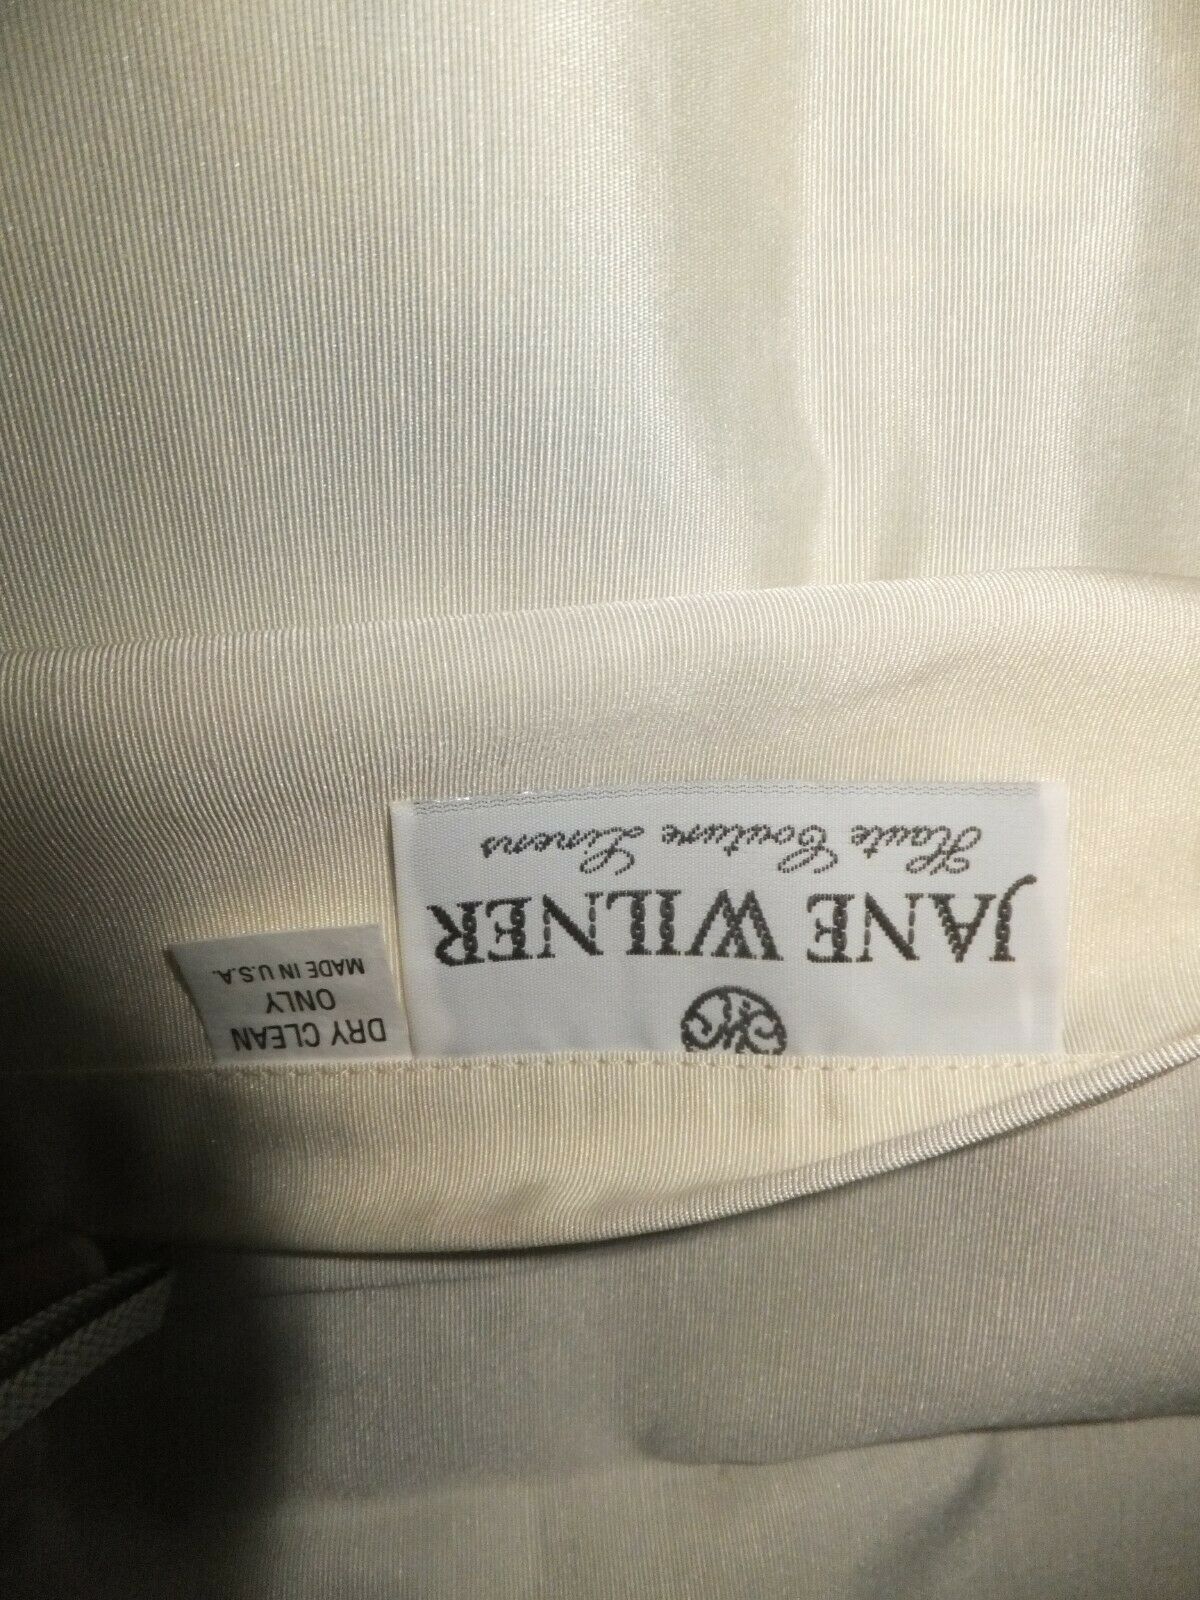 JANE WILNER
Haute Couture Linens
DRY CLEAN
ONLY
MADE IN U.S.A.